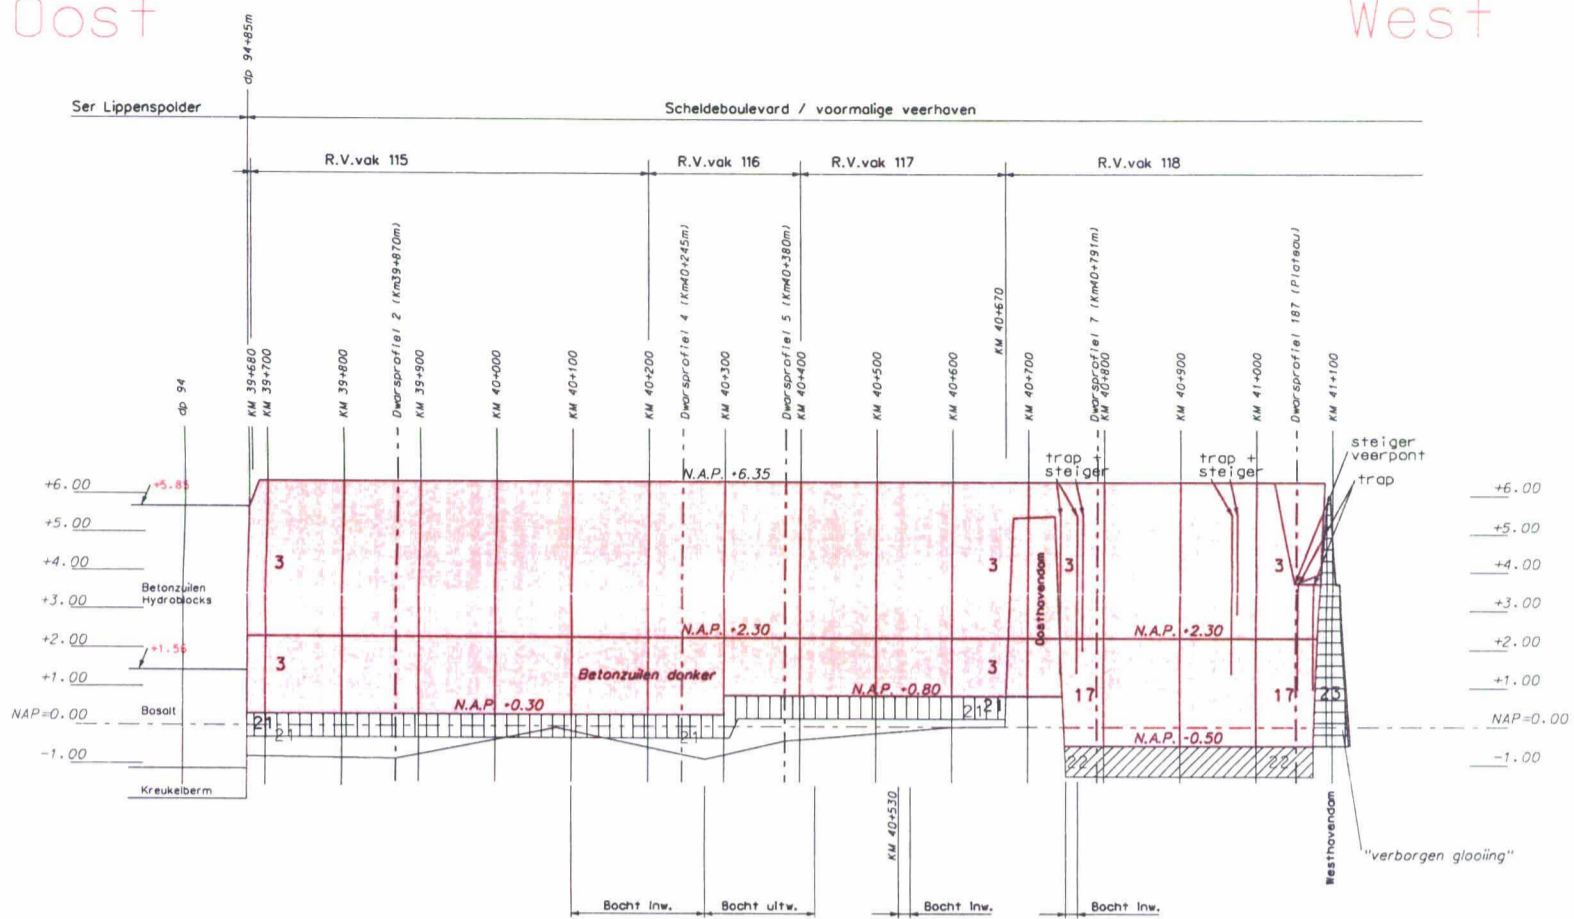 Oost
West
dp 94+85m
Ser Lippenspolder
Scheldeboulevard / voormalige veerhaven
R.V.vak 115
R.V.vak 116
R.V.vak 117
R.V.vak 118
dp 94
KM 39+680
KM 39+700
KM 39+800
Dwarsprofiel 2 (Km39+870m)
KM 39+900
KM 40+000
KM 40+100
KM 40+200
Dwarsprofiel 4 (Km40+245m)
KM 40+300
Dwarsprofiel 5 (Km40+380m)
KM 40+400
KM 40+500
KM 40+600
KM 40+670
KM 40+700
Dwarsprofiel 7 (Km40+791m)
KM 40+800
KM 40+900
KM 41+000
Dwarsprofiel 187 (Plateau)
KM 41+100
trap +
steiger
trap +
steiger
steiger
veerpont
trap
N.A.P. +6.35
+6.00
+5.85
+6.00
+5.00
+5.00
+4.00
3
3
3
3
+4.00
Betonzuilen
Hydroblocks
Oosthavendam
+3.00
+3.00
+2.00
N.A.P. +2.30
N.A.P. +2.30
+2.00
+1.56
3
Betonzuilen donker
3
+1.00
N.A.P. +0.80
17
17
23
+1.00
Basalt
N.A.P. +0.30
21
21
NAP=0.00
21
21
21
NAP=0.00
N.A.P. -0.50
-1.00
22
22
-1.00
Kreukelberm
KM 40+530
Westhavendam
"verborgen glooiing"
Bocht inw.
Bocht uitw.
Bocht inw.
Bocht inw.